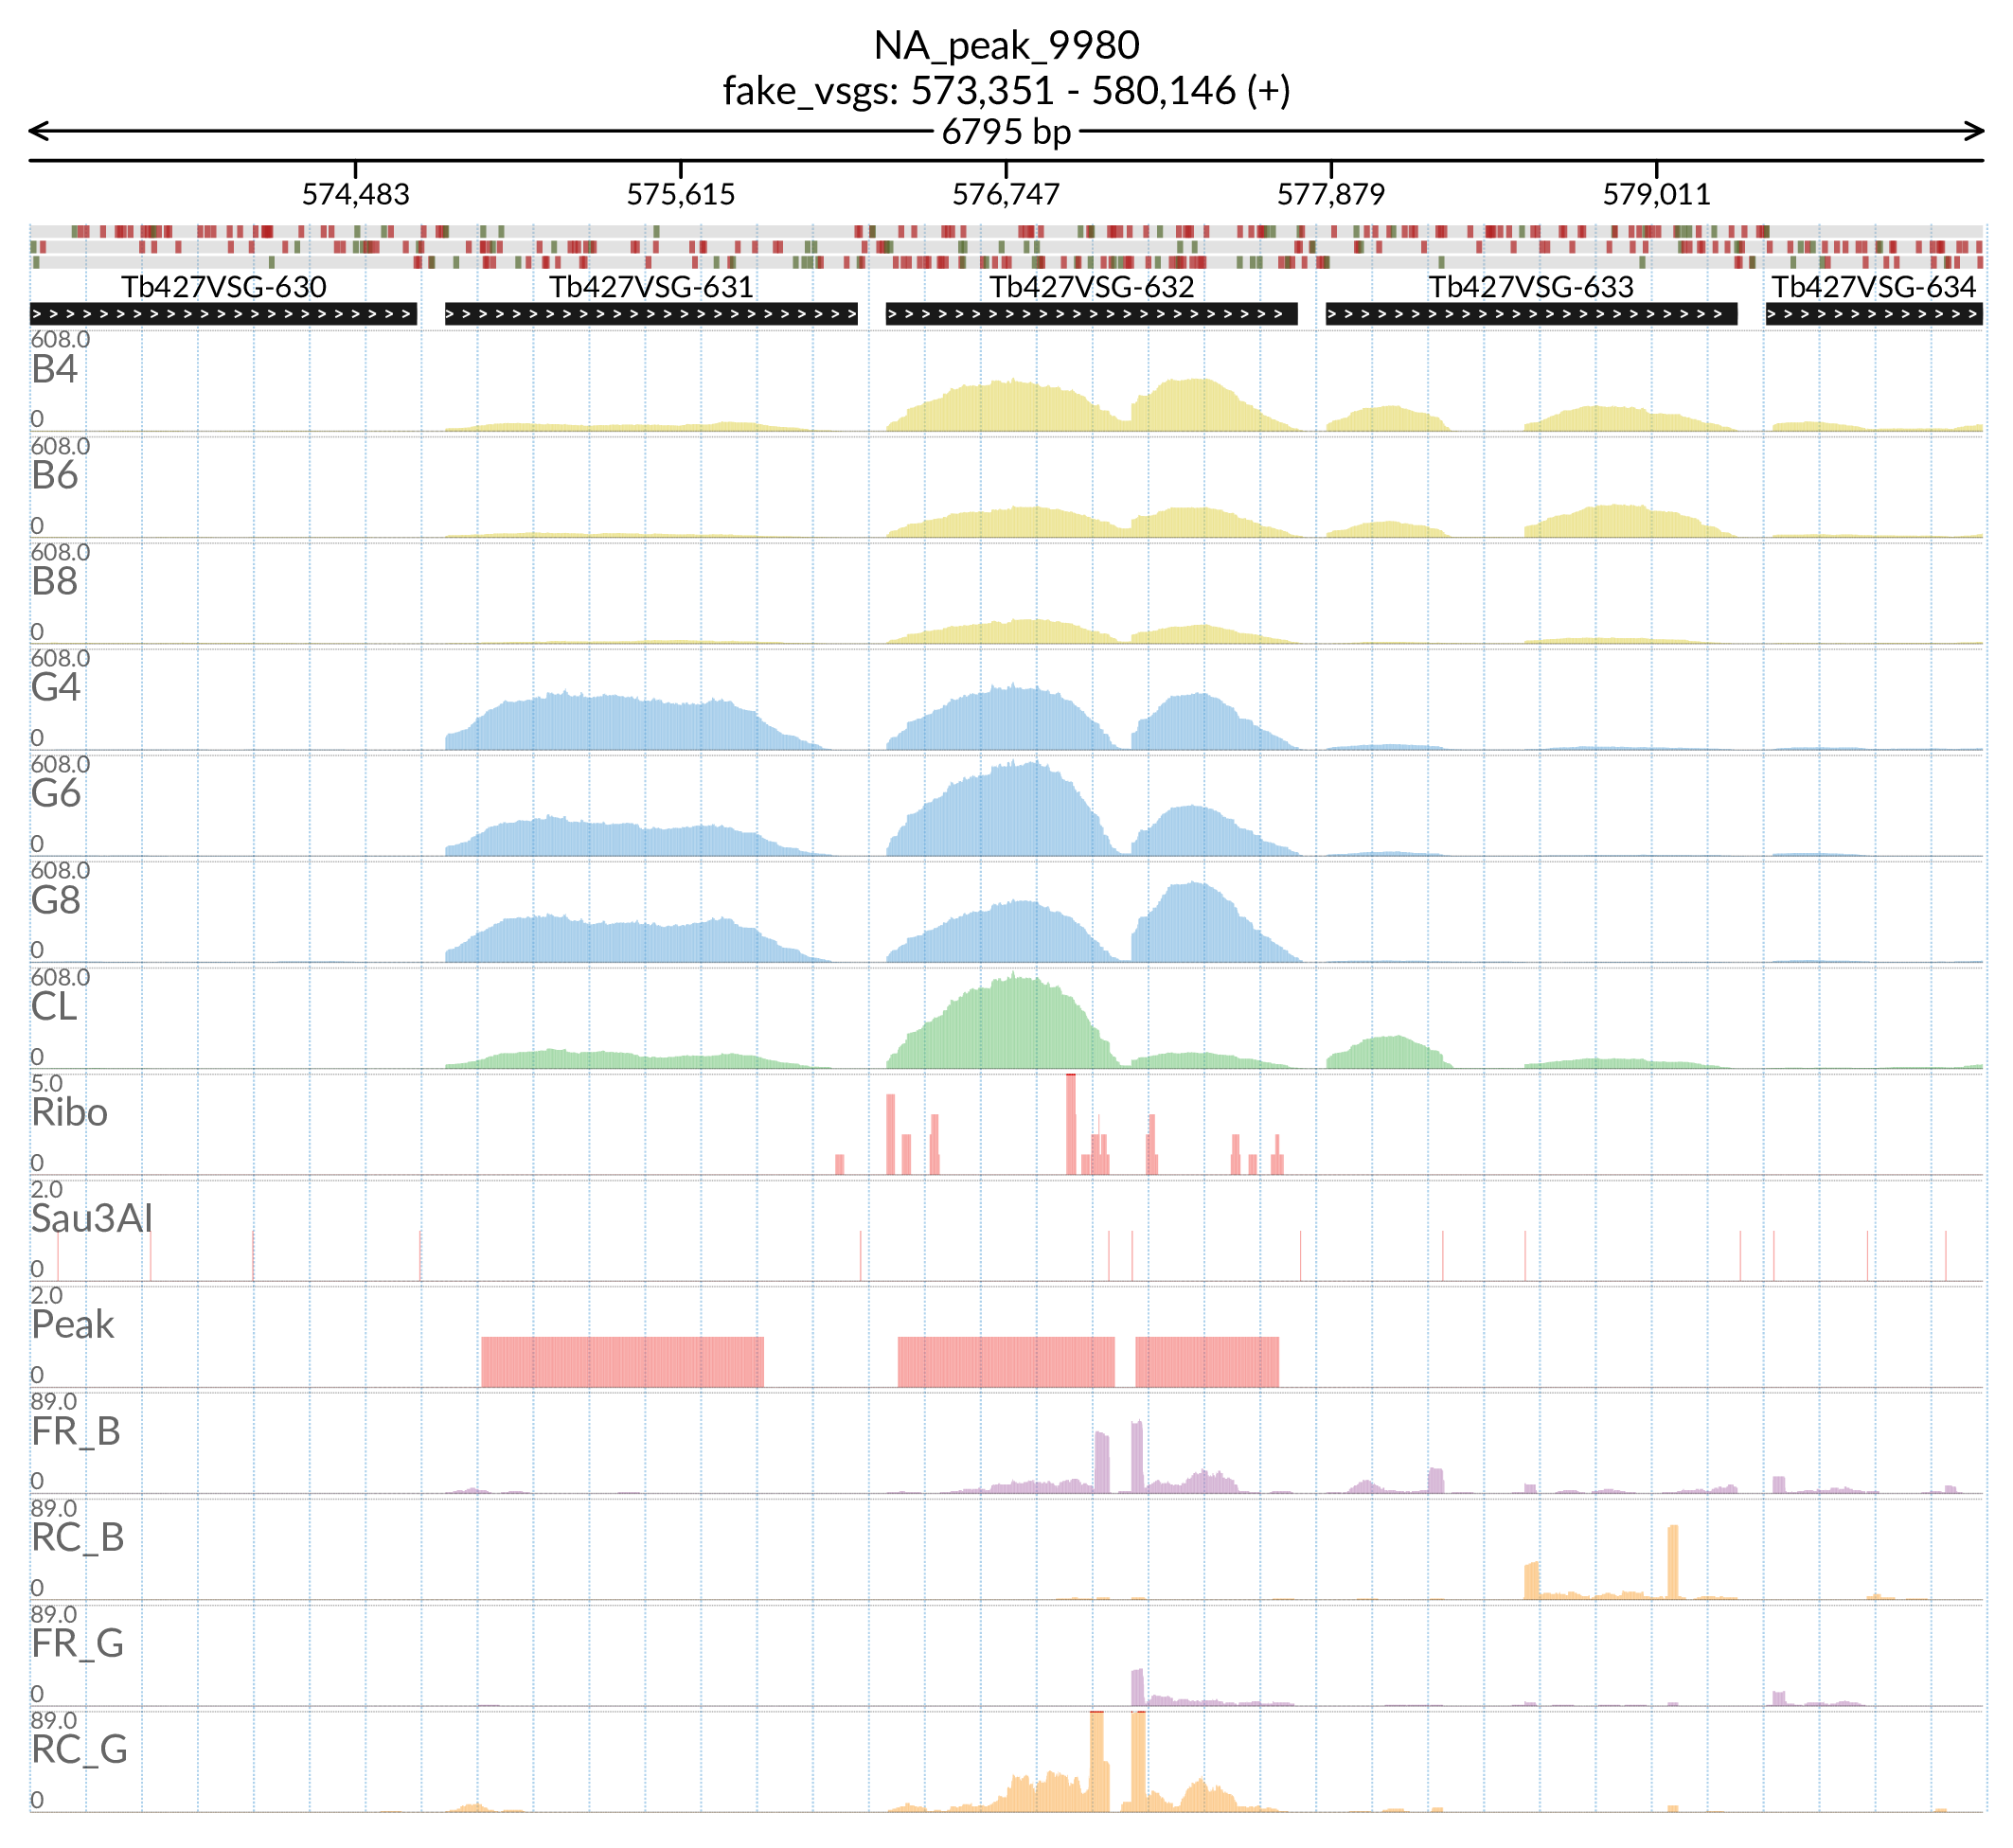 NA_peak_9980
fake_vsgs: 573,351 - 580,146 (+)
6795 bp
574,483 575,615 576,747 577,879 579,011
Tb427VSG-630 Tb427VSG-631 Tb427VSG-632 Tb427VSG-633 Tb427VSG-634
608.0
B4
0
608.0
B6
0
608.0
B8
0
608.0
G4
0
608.0
G6
0
608.0
G8
0
608.0
CL
0
5.0
Ribo
0
2.0
Sau3AI
0
2.0
Peak
0
89.0
FR_B
0
89.0
RC_B
0
89.0
FR_G
0
89.0
RC_G
0